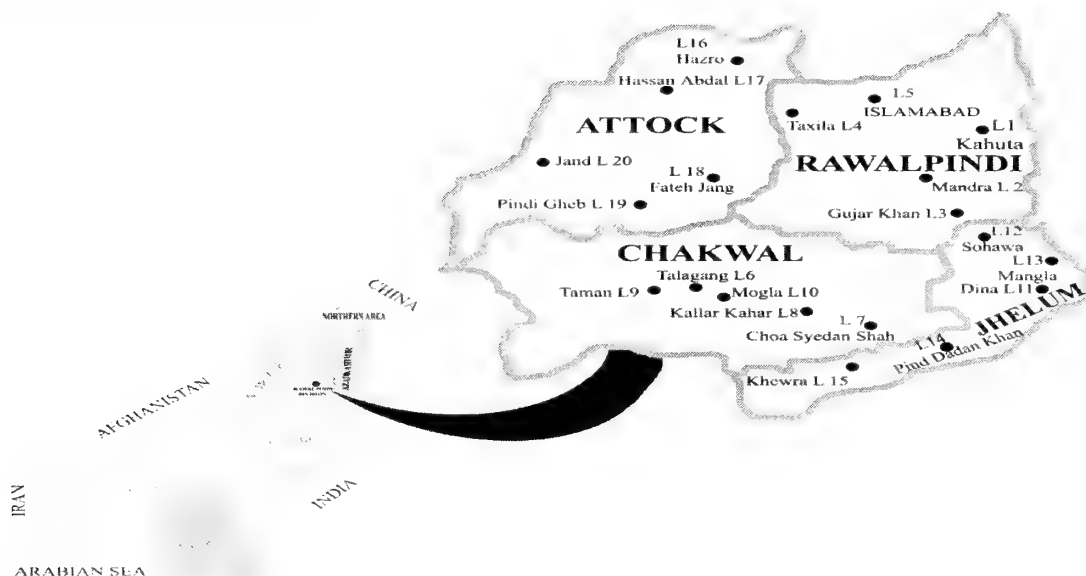 L16
Hazro
Hassan Abdal L17
ATTOCK
Jand L 20
L 18
Fateh Jang
Pindi Gheb L 19
L5
ISLAMABAD
Taxila L4
L1
Kahuta
RAWALPINDI
Mandra L 2
Gujar Khan L3
CHAKWAL
Talagang L6
Taman L9
Mogla L10
Kallar Kahar L8
L 7
Choa Syedan Shah
L12
Sohawa
L13
Mangla
Dina L11
JHELUM
L14
Pind Dadan Khan
Khewra L 15
CHINA
NORTHERN AREA
AFGHANISTAN
INDIA
IRAN
ARABIAN SEA